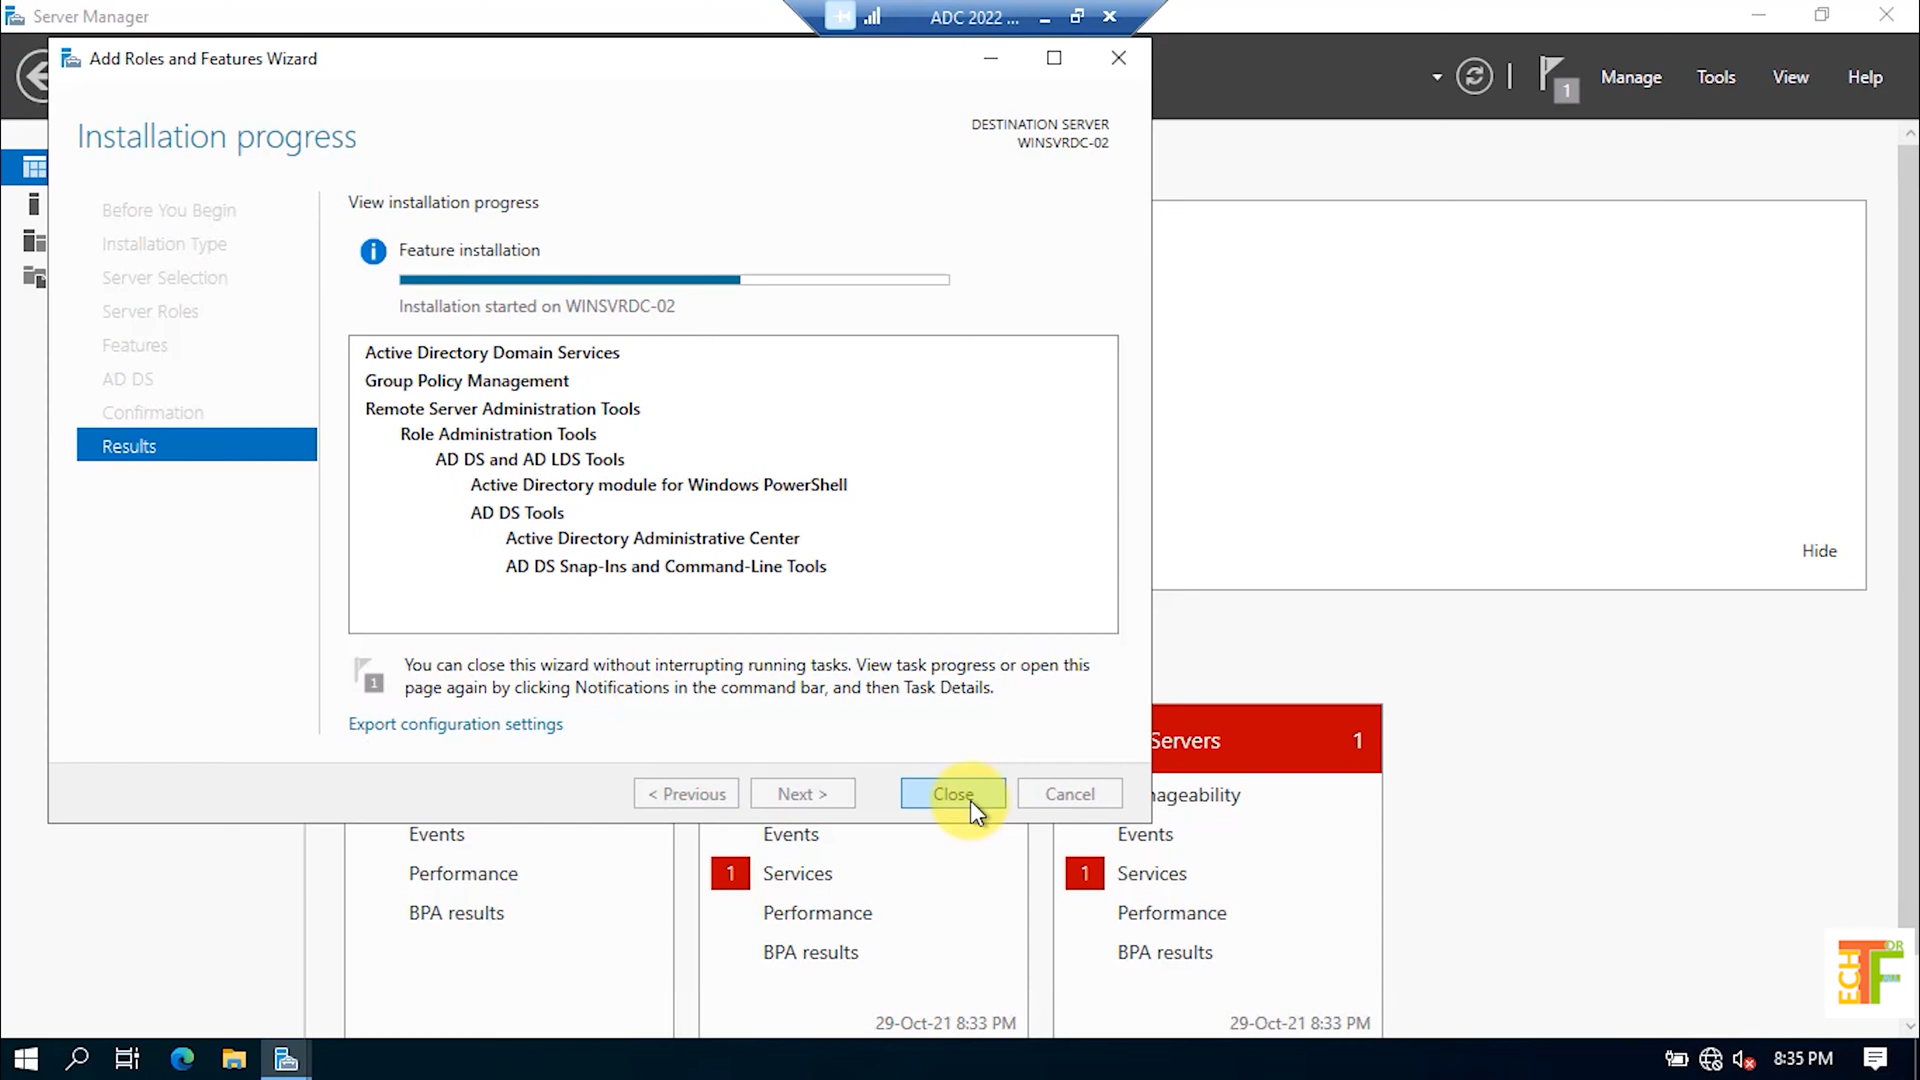 Server Manager
ADC 2022 ...
Add Roles and Features Wizard
1
Manage
Tools
View
Help
Installation progress
DESTINATION SERVER
WINSVRDC-02
Before You Begin
Installation Type
Server Selection
Server Roles
Features
AD DS
Confirmation
Results
View installation progress
Feature installation
Installation started on WINSVRDC-02
Active Directory Domain Services
Group Policy Management
Remote Server Administration Tools
Role Administration Tools
AD DS and AD LDS Tools
Active Directory module for Windows PowerShell
AD DS Tools
Active Directory Administrative Center
AD DS Snap-Ins and Command-Line Tools
Hide
1
You can close this wizard without interrupting running tasks. View task progress or open this
page again by clicking Notifications in the command bar, and then Task Details.
Export configuration settings
< Previous
Next >
Close
Cancel
Servers
1
nageability
Events
Performance
BPA results
Events
1
Services
Performance
BPA results
29-Oct-21 8:33 PM
Events
1
Services
Performance
BPA results
29-Oct-21 8:33 PM
TECH
FOR
ALL
8:35 PM